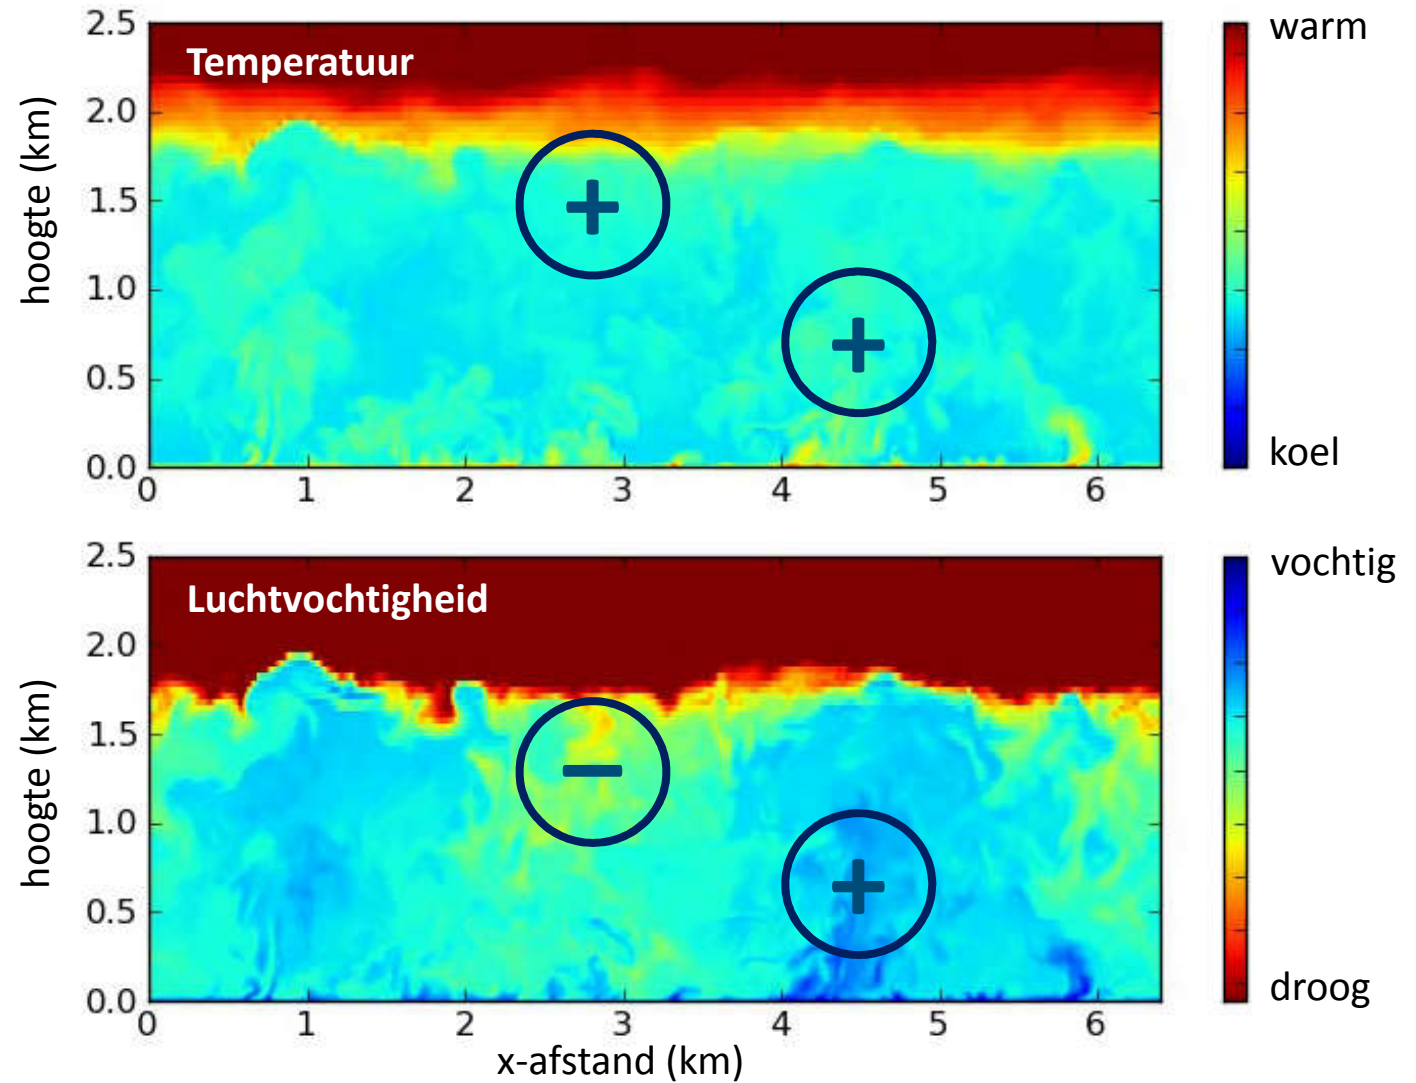 Temperatuur
warm
koel
hoogte (km)
2.5
2.0
1.5
1.0
0.5
0.0
0 1 2 3 4 5 6
+
+
Luchtvochtigheid
vochtig
droog
hoogte (km)
2.5
2.0
1.5
1.0
0.5
0.0
0 1 2 3 4 5 6
−
+
x-afstand (km)